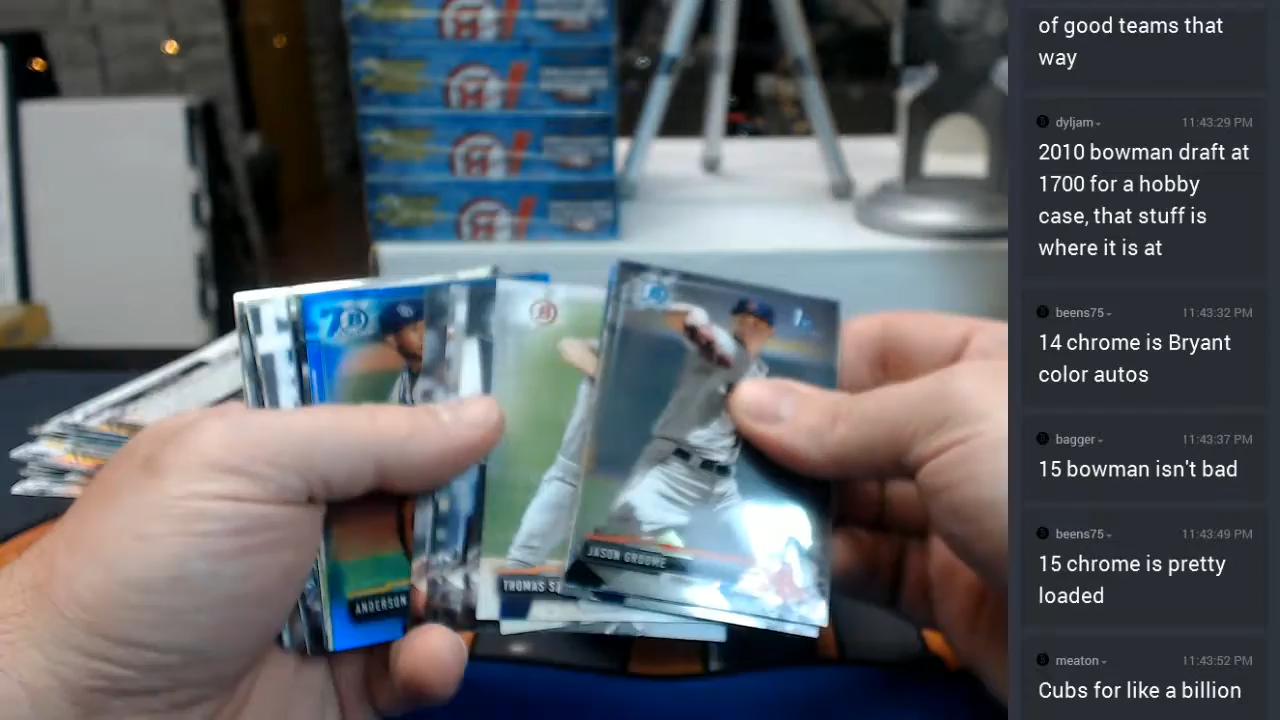 of good teams that
way
dyljam
11:43:29 PM
2010 bowman draft at
1700 for a hobby
case, that stuff is
where it is at
beens75
11:43:32 PM
14 chrome is Bryant
color autos
bagger
11:43:37 PM
15 bowman isn't bad
beens75
11:43:49 PM
15 chrome is pretty
loaded
meaton
11:43:52 PM
Cubs for like a billion
JASON GROOME
THOMAS
ANDERSON